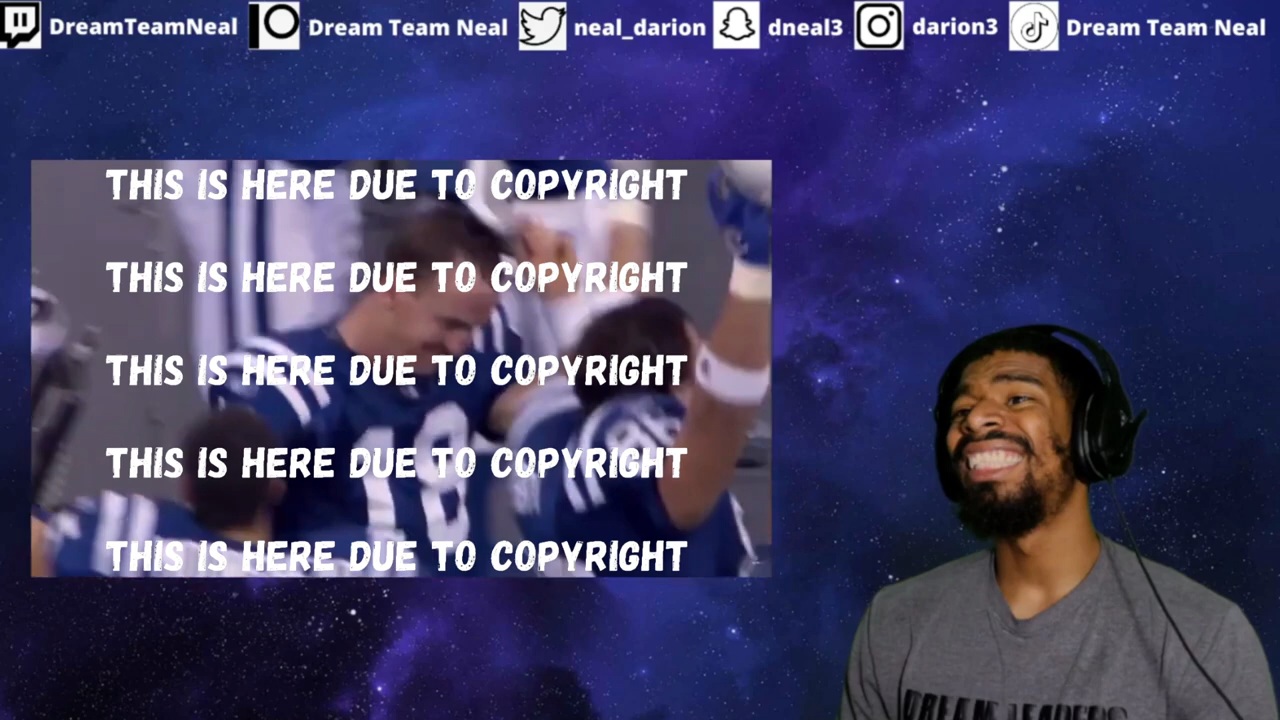 DreamTeamNeal Dream Team Neal neal_darion dneal3 darion3 Dream Team Neal
THIS IS HERE DUE TO COPYRIGHT
THIS IS HERE DUE TO COPYRIGHT
THIS IS HERE DUE TO COPYRIGHT
18
THIS IS HERE DUE TO COPYRIGHT
THIS IS HERE DUE TO COPYRIGHT
DREAM LEADERS